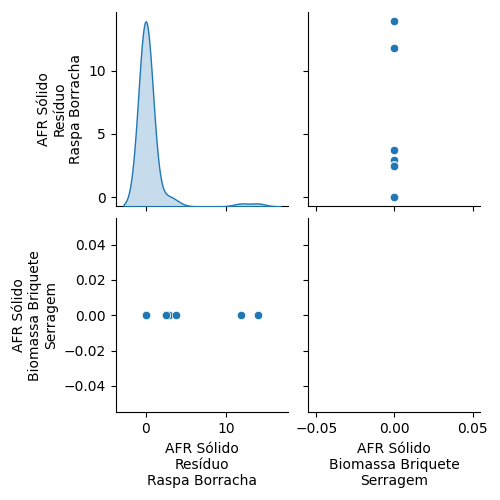 AFR Sólido
Resíduo
Raspa Borracha
10
5
0
AFR Sólido
Biomassa Briquete
Serragem
0.04
0.02
0.00
−0.02
−0.04
0
10
−0.05
0.00
0.05
AFR Sólido
Resíduo
Raspa Borracha
AFR Sólido
Biomassa Briquete
Serragem